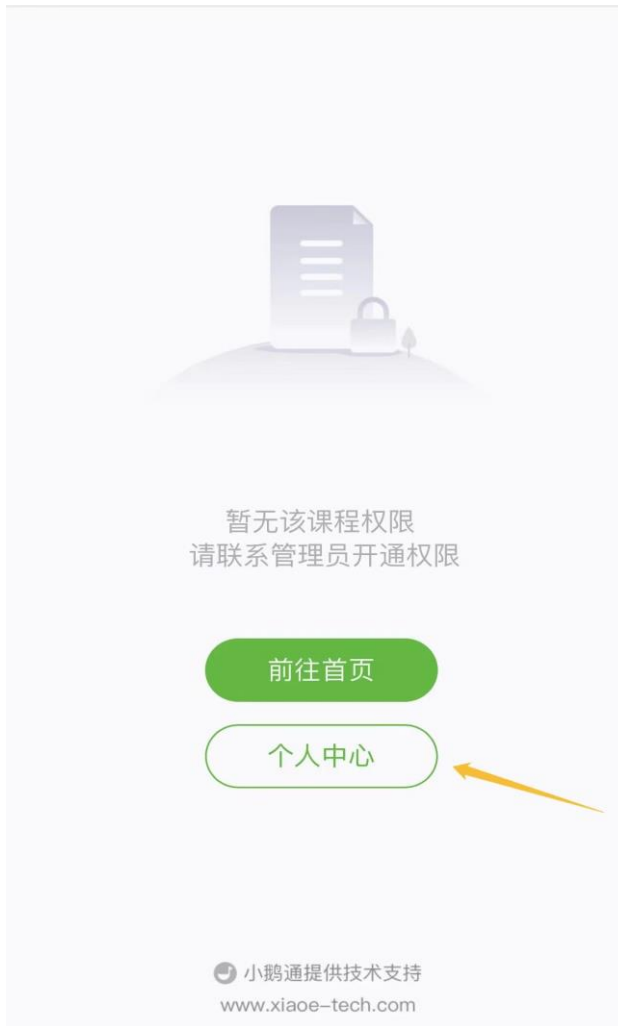 暂无该课程权限
请联系管理员开通权限
前往首页
个人中心
小鹅通提供技术支持
www.xiaoe-tech.com